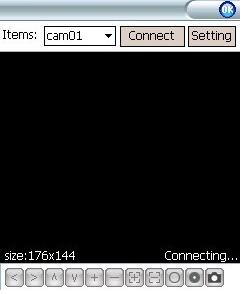 OK
Items: cam01 Connect Setting
size:176x144 Connecting...